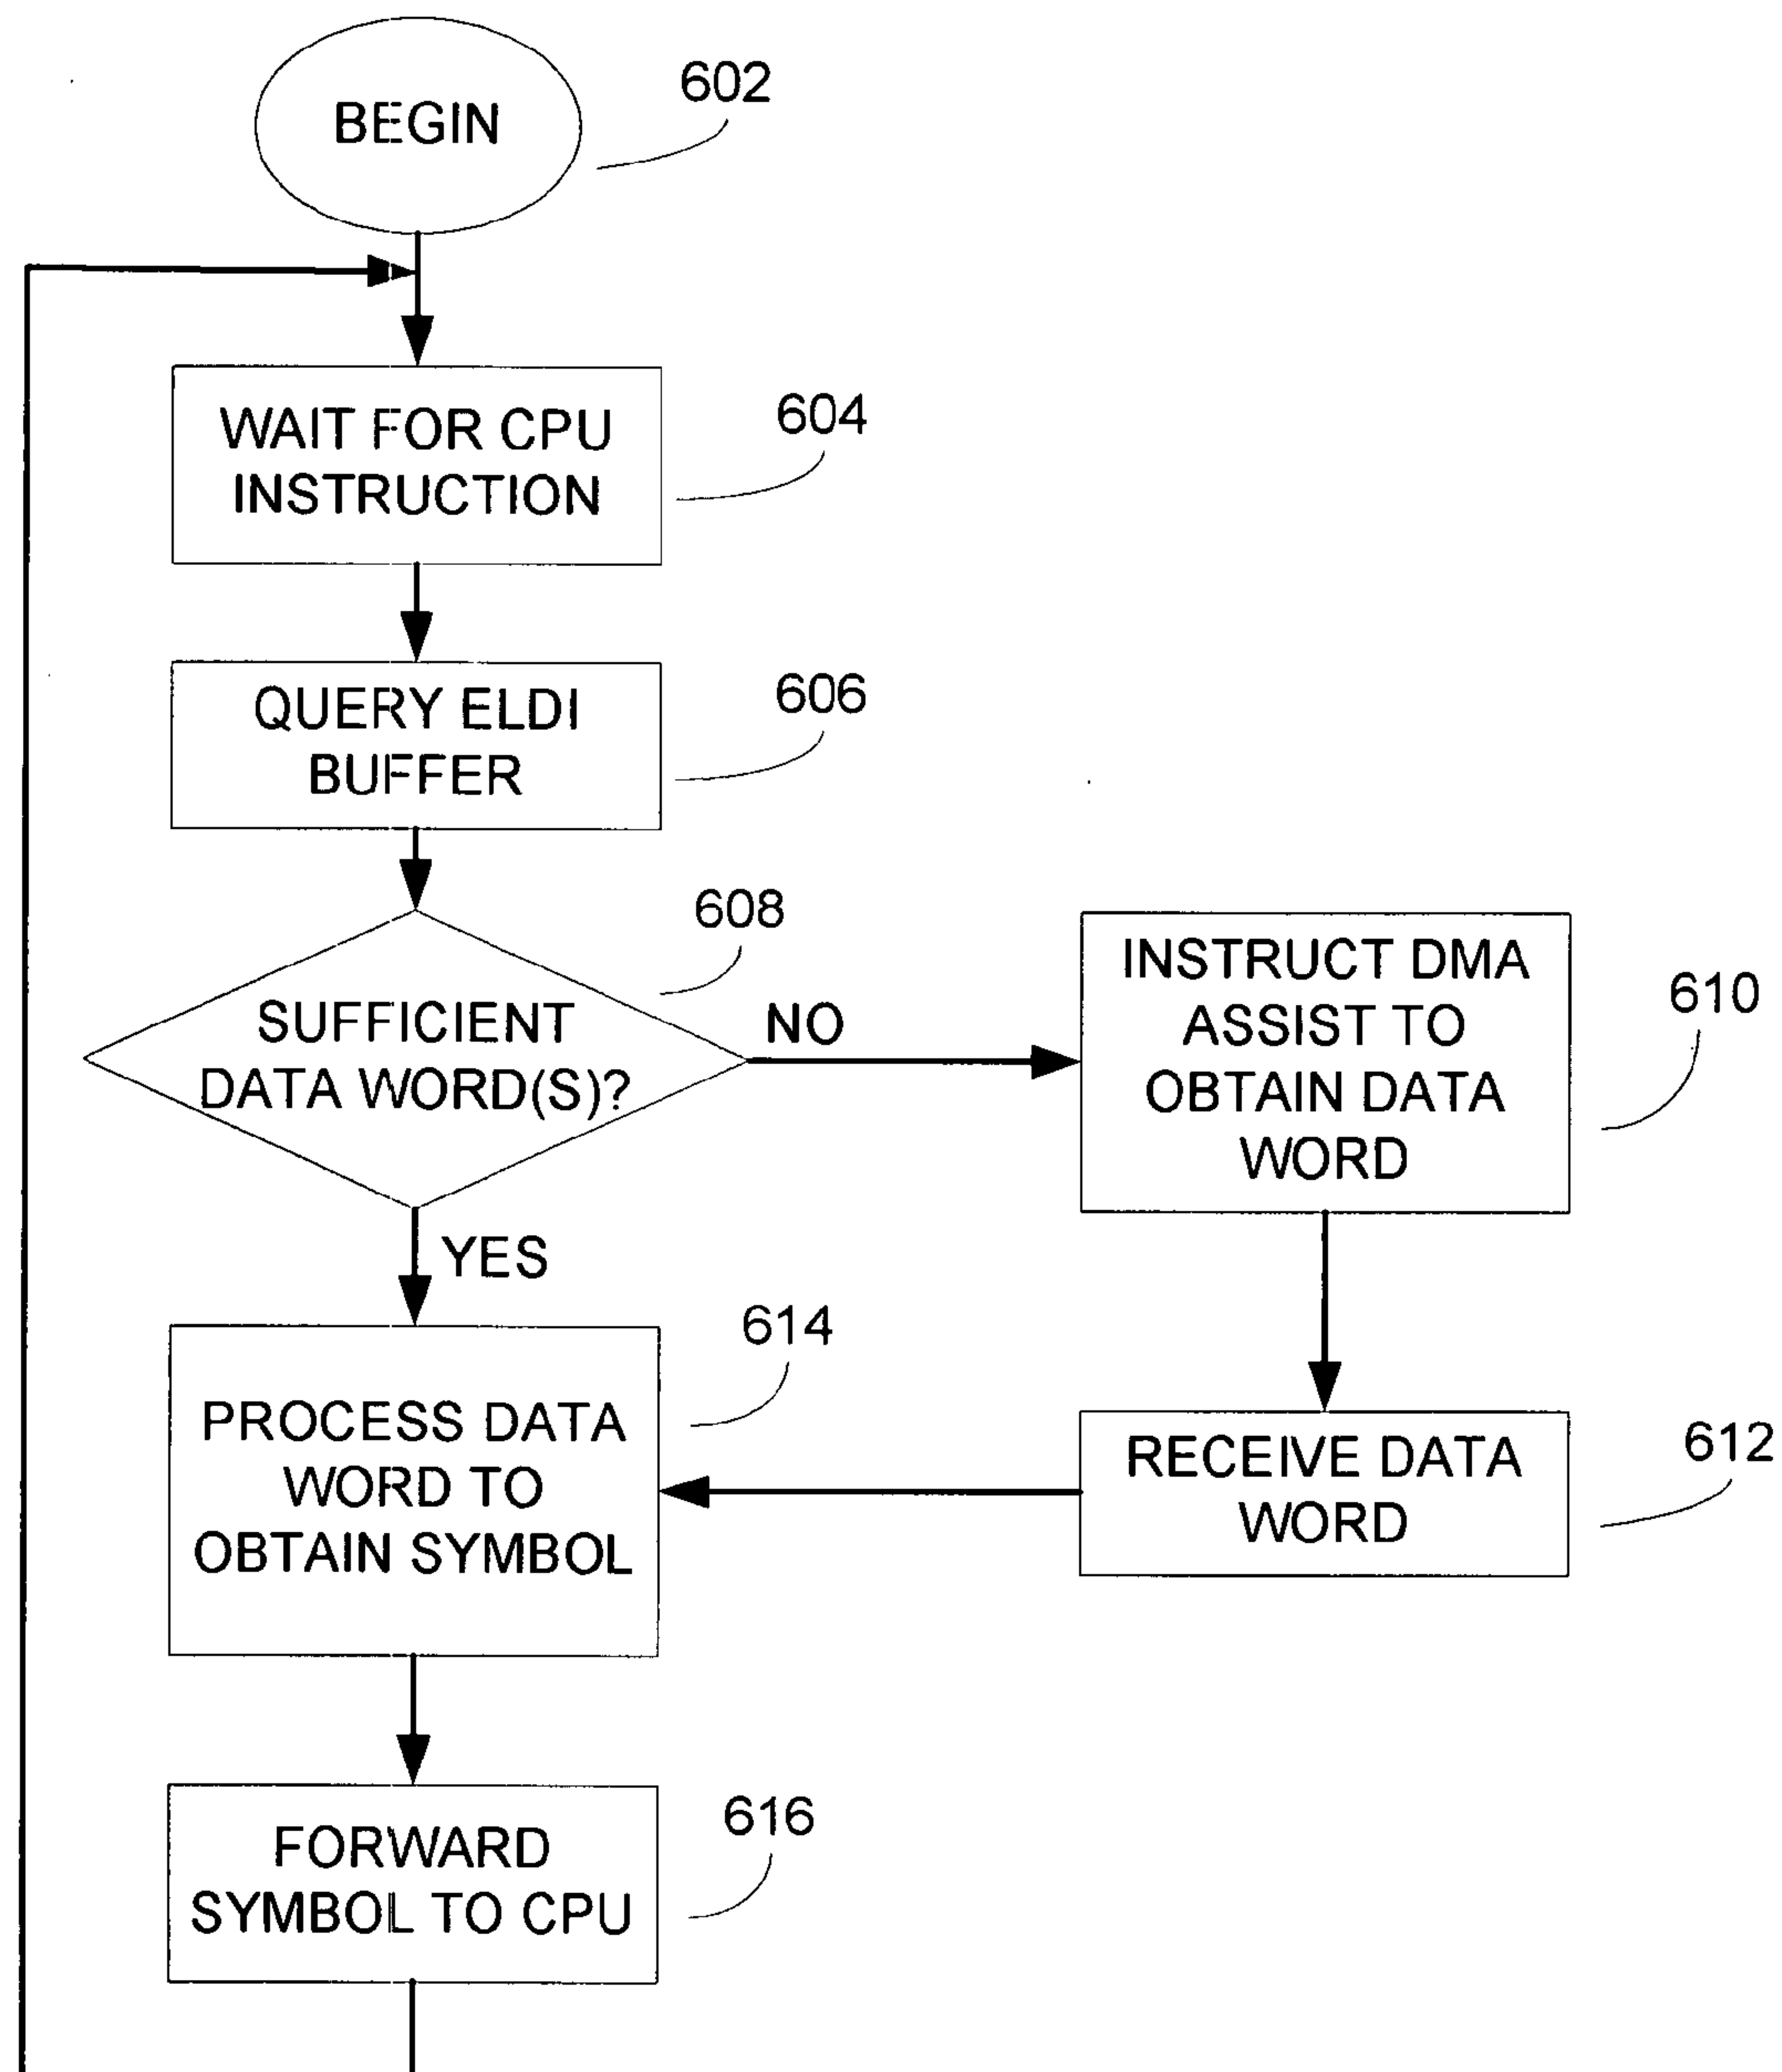 BEGIN
602
WAIT FOR CPU
INSTRUCTION
604
QUERY ELDI
BUFFER
606
608
SUFFICIENT
DATA WORD(S)?
NO
YES
INSTRUCT DMA
ASSIST TO
OBTAIN DATA
WORD
610
RECEIVE DATA
WORD
612
614
PROCESS DATA
WORD TO
OBTAIN SYMBOL
616
FORWARD
SYMBOL TO CPU